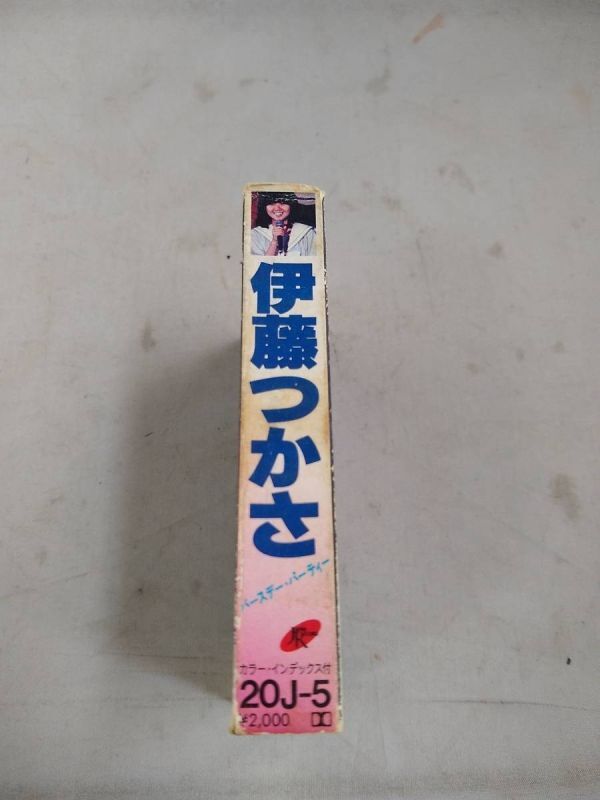 伊藤つかさ
バースデー・パーティー
カラー・インデックス付
20J-5
¥2,000